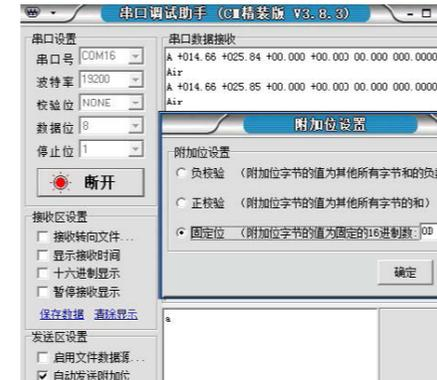 串口调试助手 (CM精装版 V3.8.3)
串口设置
串口号 COM16
波特率 19200
校验位 NONE
数据位 8
停止位 1
断开
接收区设置
接收转向文件...
显示接收时间
十六进制显示
暂停接收显示
保存数据 清除显示
发送区设置
启用文件数据源...
自动发送附加位
串口数据接收
A +014.66 +025.84 +00.000 +00.003 00.000 000.0000
Air
A +014.66 +025.85 +00.000 +00.003 00.000 000.0000
Air
附加位设置
附加位设置
负校验 (附加位字节的值为其他所有字节和的负
正校验 (附加位字节的值为其他所有字节的和)
固定位 (附加位字节的值为固定的16进制数: 0D
确定
a